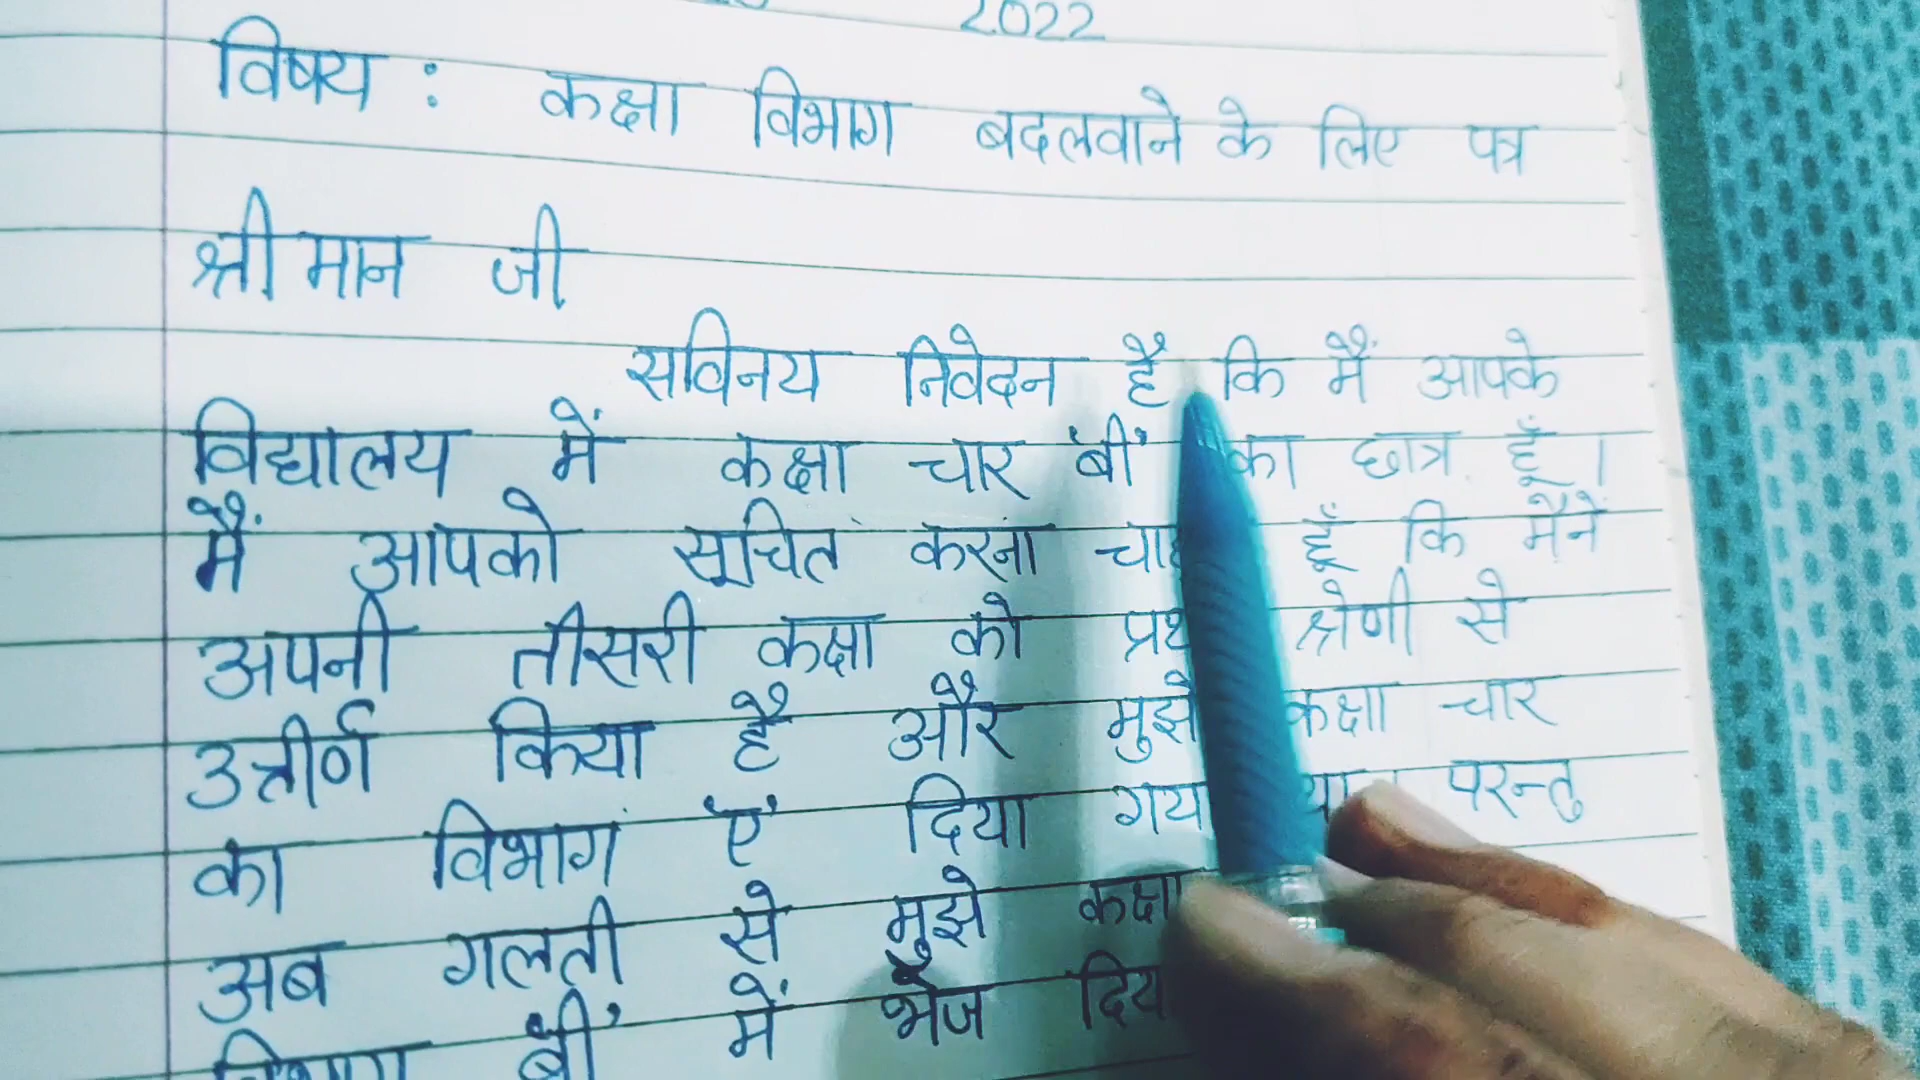 2022
विषय : कक्षा विभाग बदलवाने के लिए पत्र
श्री मान जी
सविनय निवेदन है कि मैं आपके
विद्यालय में कक्षा चार 'बी' का छात्र हूँ ।
मैं आपको सूचित करना हूँ कि मैंने
अपनी तीसरी कक्षा को श्रेणी से
उत्तीर्ण किया है और मुझे कक्षा चार
का विभाग 'ए' दिया परन्तु
अब गलती से मुझे कक्षा
विभाग 'बी' में भेज